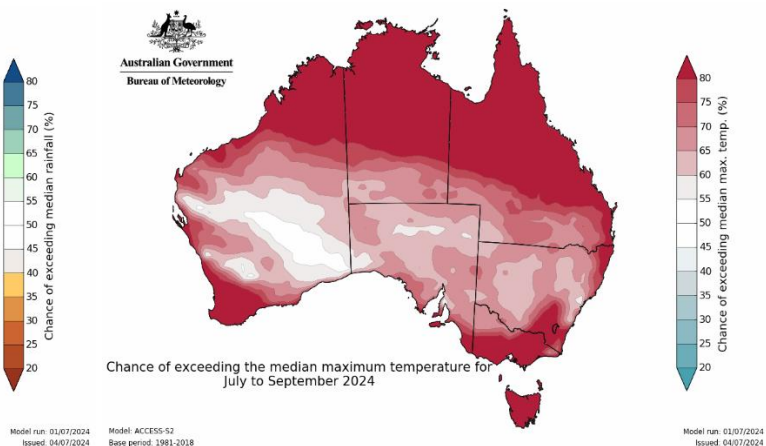 Australian Government
Bureau of Meteorology
80
75
70
65
60
55
50
45
40
35
30
25
20
Chance of exceeding median rainfall (%)
80
75
70
65
60
55
50
45
40
35
30
25
20
Chance of exceeding median max. temp. (%)
Chance of exceeding the median maximum temperature for
July to September 2024
Model run: 01/07/2024
Issued: 04/07/2024
Model: ACCESS-S2
Base period: 1981-2018
Model run: 01/07/2024
Issued: 04/07/2024